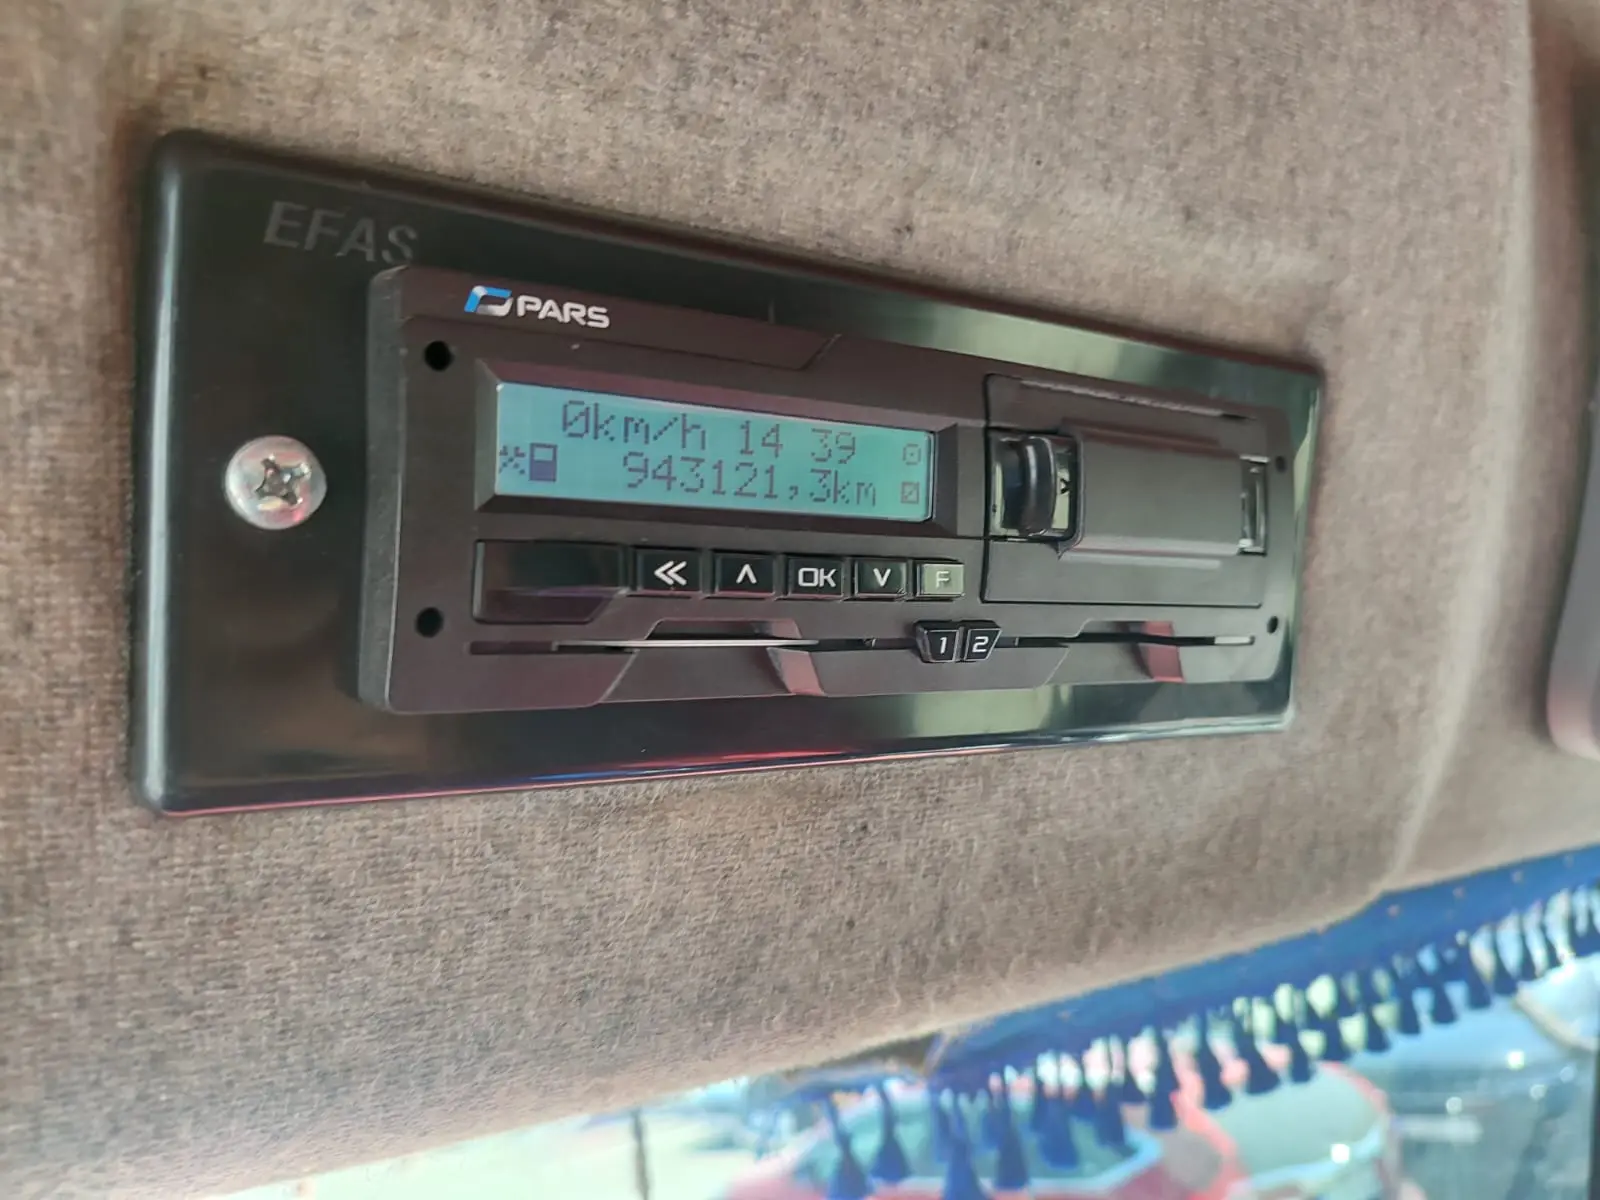 EFAS
PARS
0km/h 14 39
943121,3km
OK
F
1 2